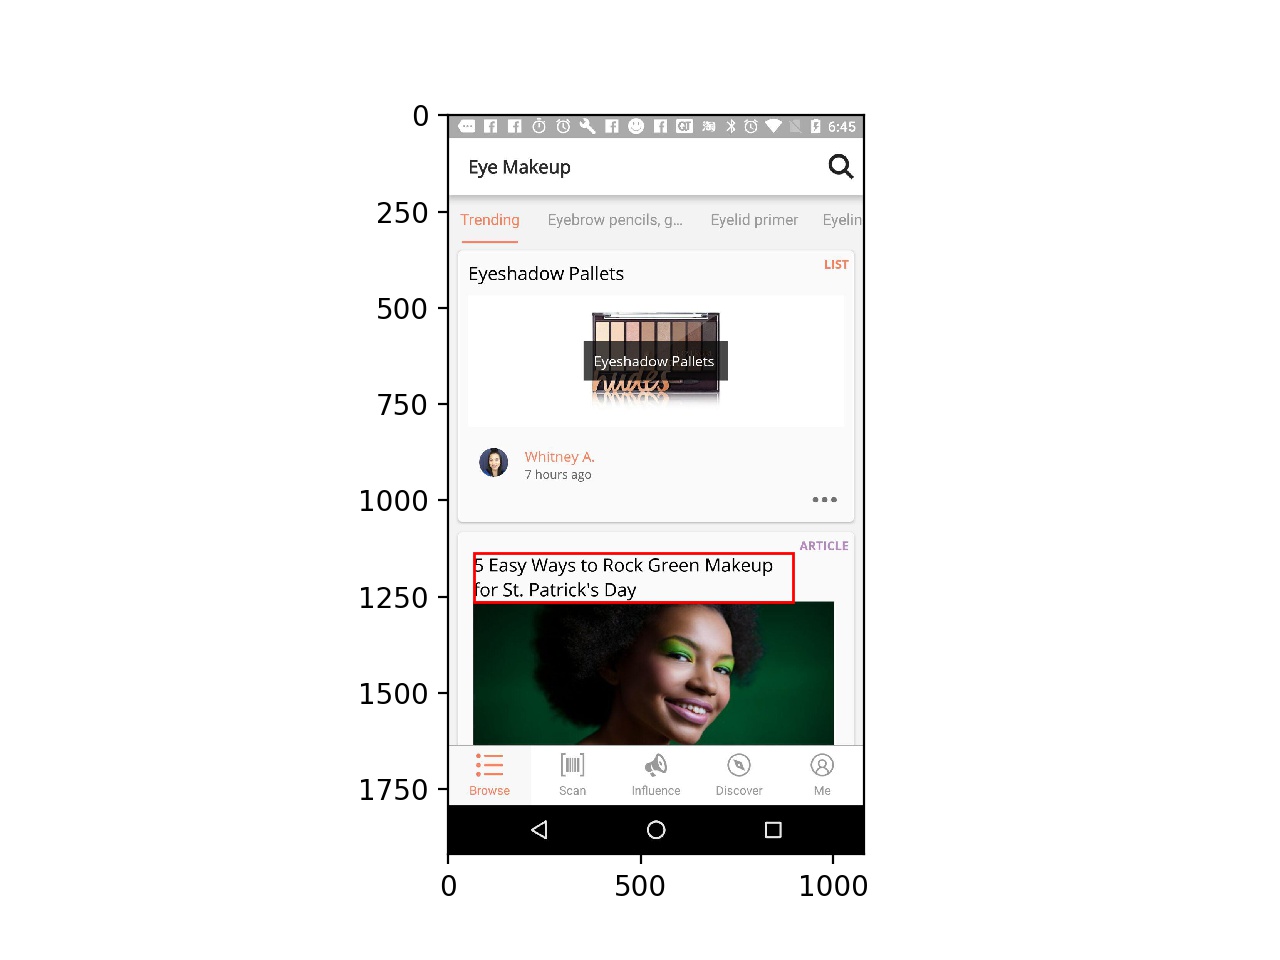 0
250
500
750
1000
1250
1500
1750
6:45
Eye Makeup
Trending Eyebrow pencils, g... Eyelid primer Eyelin
LIST
Eyeshadow Pallets
Eyeshadow Pallets
nudes
Whitney A.
7 hours ago
ARTICLE
5 Easy Ways to Rock Green Makeup
for St. Patrick's Day
Browse Scan Influence Discover Me
0 500 1000